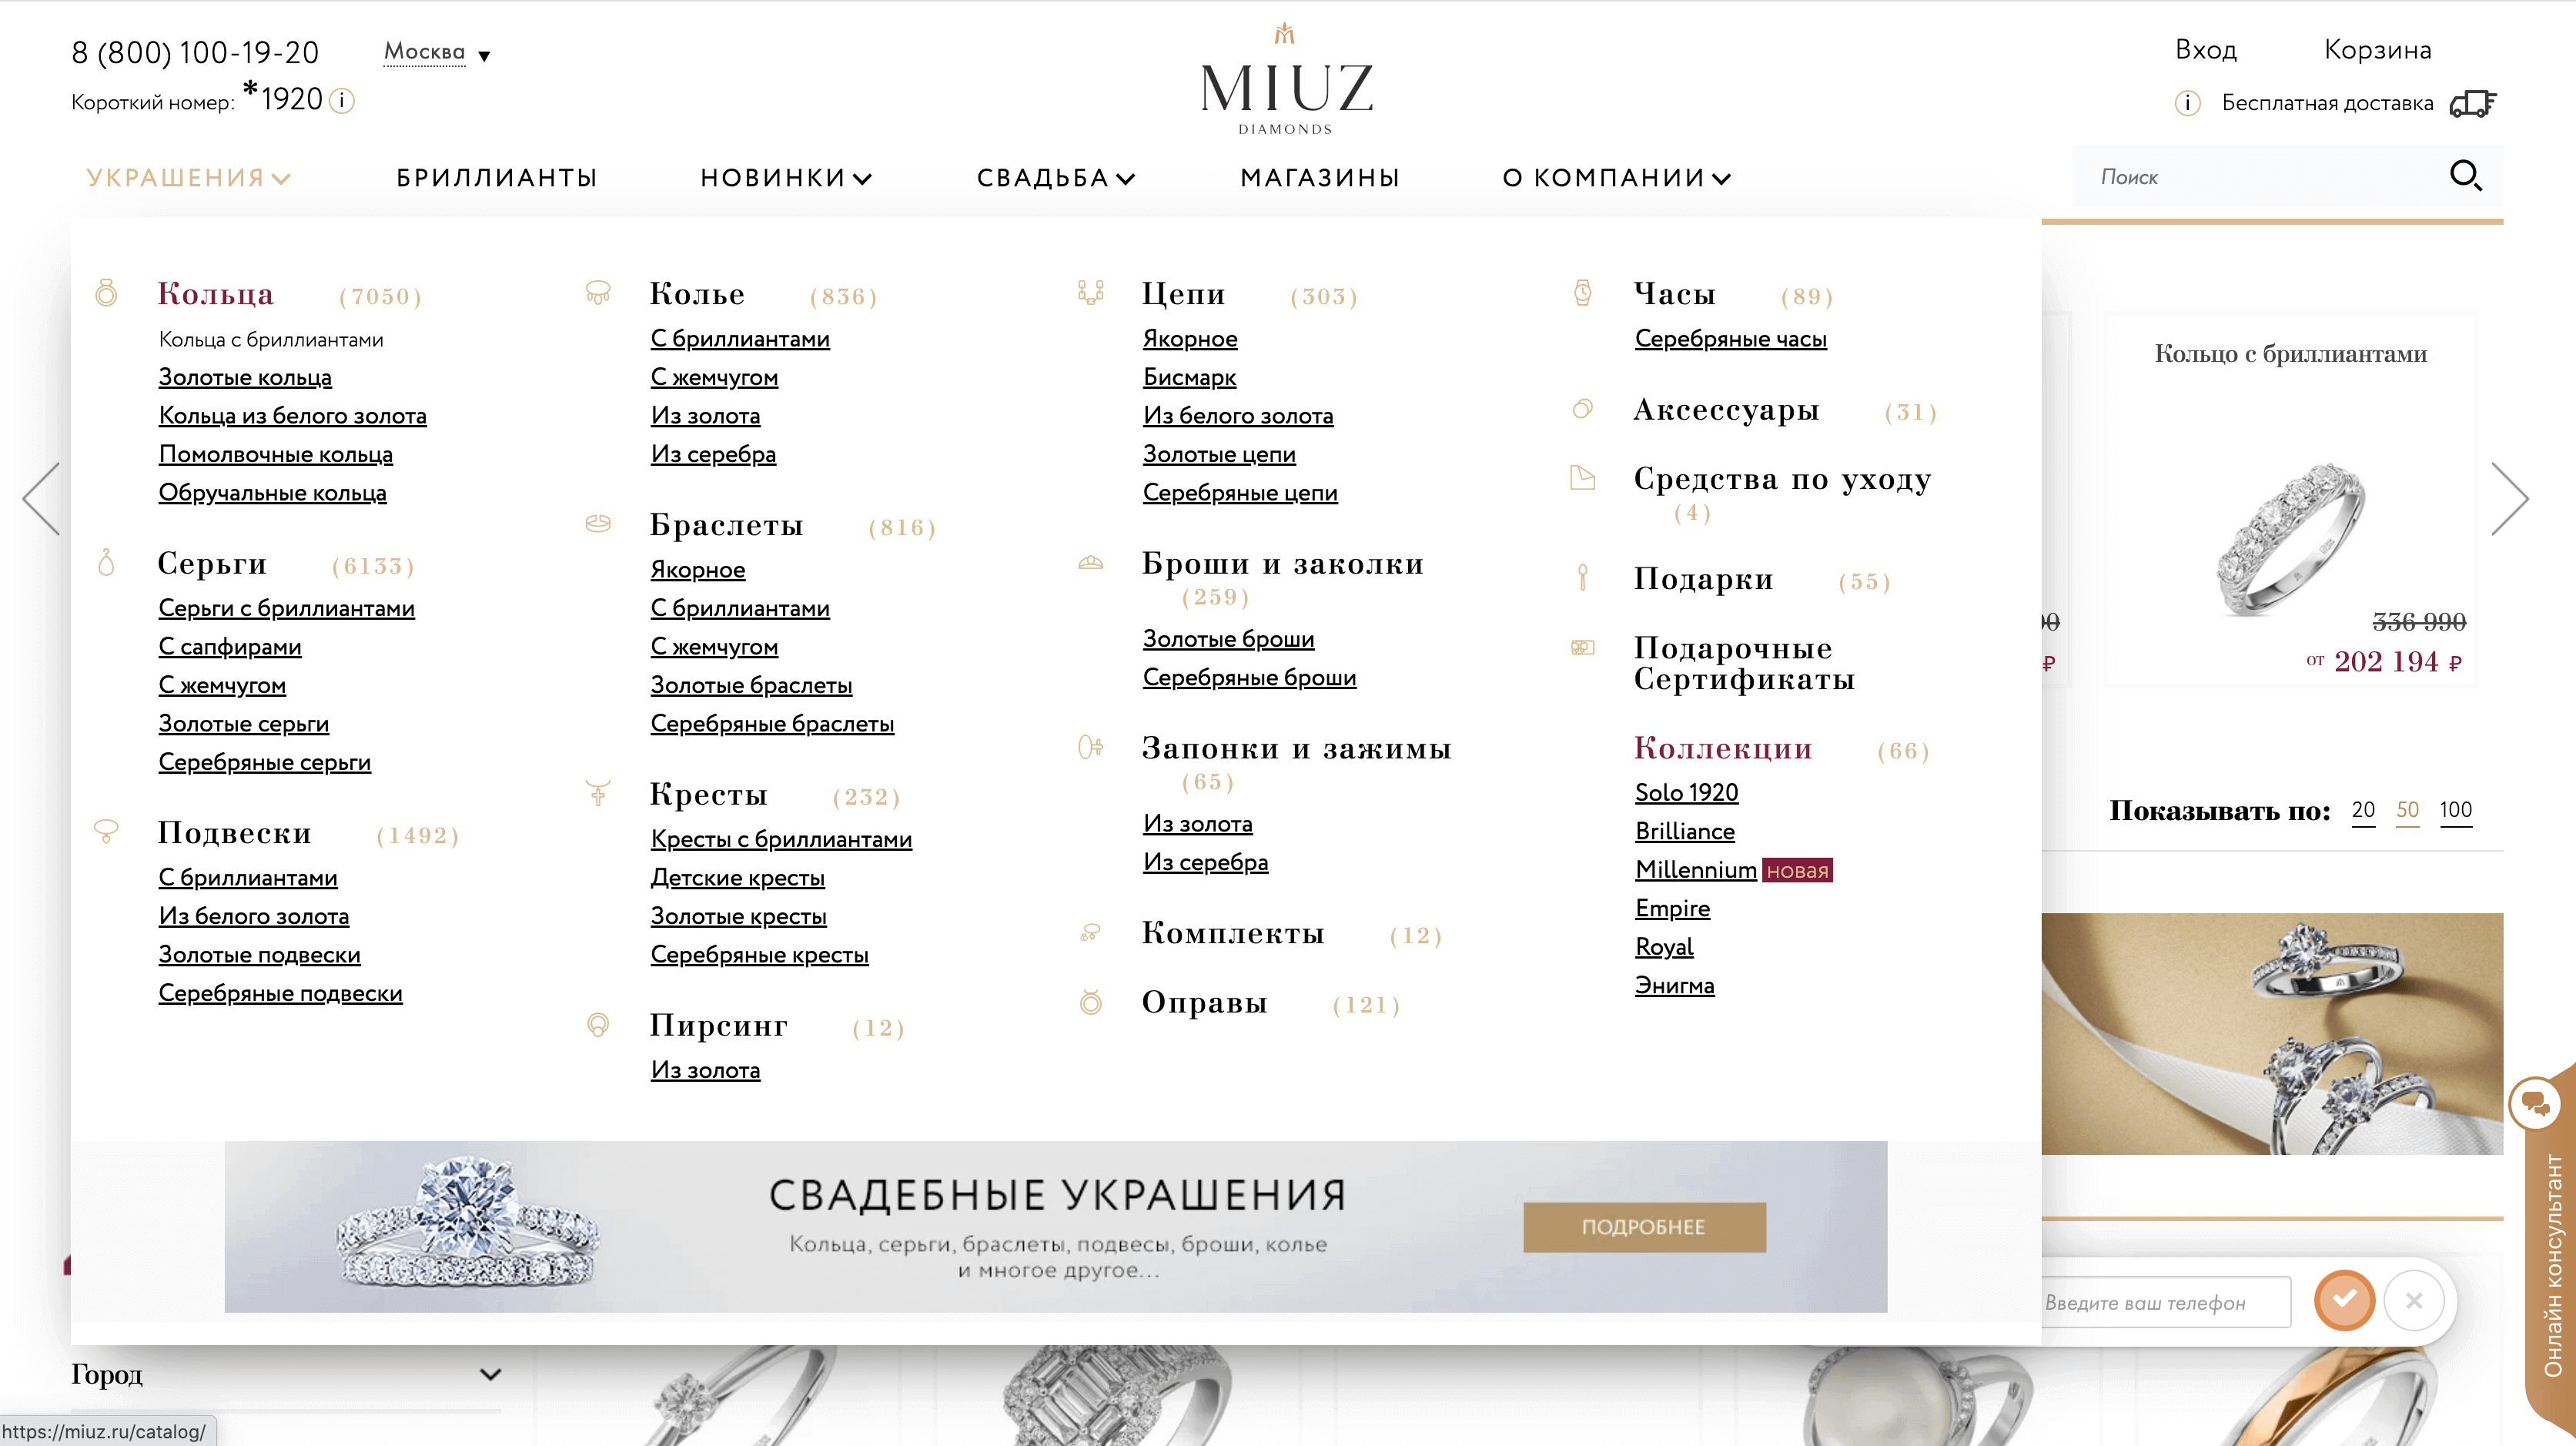 8 (800) 100-19-20
Москва ▼
Короткий номер: *1920 i
MIUZ
DIAMONDS
Вход
Корзина
i Бесплатная доставка
УКРАШЕНИЯ
БРИЛЛИАНТЫ
НОВИНКИ
СВАДЬБА
МАГАЗИНЫ
О КОМПАНИИ
Поиск
Кольца (7050)
Кольца с бриллиантами
Золотые кольца
Кольца из белого золота
Помолвочные кольца
Обручальные кольца
Серьги (6133)
Серьги с бриллиантами
С сапфирами
С жемчугом
Золотые серьги
Серебряные серьги
Подвески (1492)
С бриллиантами
Из белого золота
Золотые подвески
Серебряные подвески
Колье (836)
С бриллиантами
С жемчугом
Из золота
Из серебра
Браслеты (816)
Якорное
С бриллиантами
С жемчугом
Золотые браслеты
Серебряные браслеты
Кресты (232)
Кресты с бриллиантами
Детские кресты
Золотые кресты
Серебряные кресты
Пирсинг (12)
Из золота
Цепи (303)
Якорное
Бисмарк
Из белого золота
Золотые цепи
Серебряные цепи
Броши и заколки
(259)
Золотые броши
Серебряные броши
Запонки и зажимы
(65)
Из золота
Из серебра
Комплекты (12)
Оправы (121)
Часы (89)
Серебряные часы
Аксессуары (31)
Средства по уходу
(4)
Подарки (55)
Подарочные
Сертификаты
Коллекции (66)
Solo 1920
Brilliance
Millennium новая
Empire
Royal
Энигма
Кольцо с бриллиантами
336 990
от 202 194 ₽
₽
Показывать по: 20 50 100
СВАДЕБНЫЕ УКРАШЕНИЯ
Кольца, серьги, браслеты, подвесы, броши, колье
и многое другое...
ПОДРОБНЕЕ
Введите ваш телефон
Онлайн консультант
Город
https://miuz.ru/catalog/